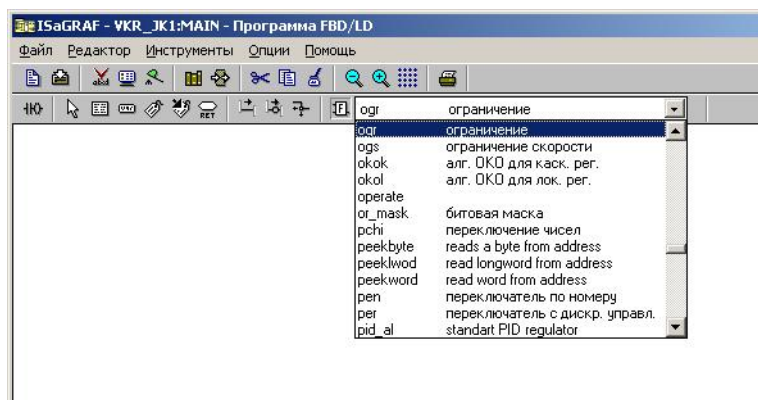 ISaGRAF - VKR_JK1:MAIN - Программа FBD/LD
Файл Редактор Инструменты Опции Помощь
RET ogr ограничение
ogr ограничение
ogs ограничение скорости
okok алг. ОКО для каск. рег.
okol алг. ОКО для лок. рег.
operate
or_mask битовая маска
pchi переключение чисел
peekbyte reads a byte from address
peeklwod read longword from address
peekword read word from address
pen переключатель по номеру
per переключатель с дискр. управл.
pid_al standart PID regulator